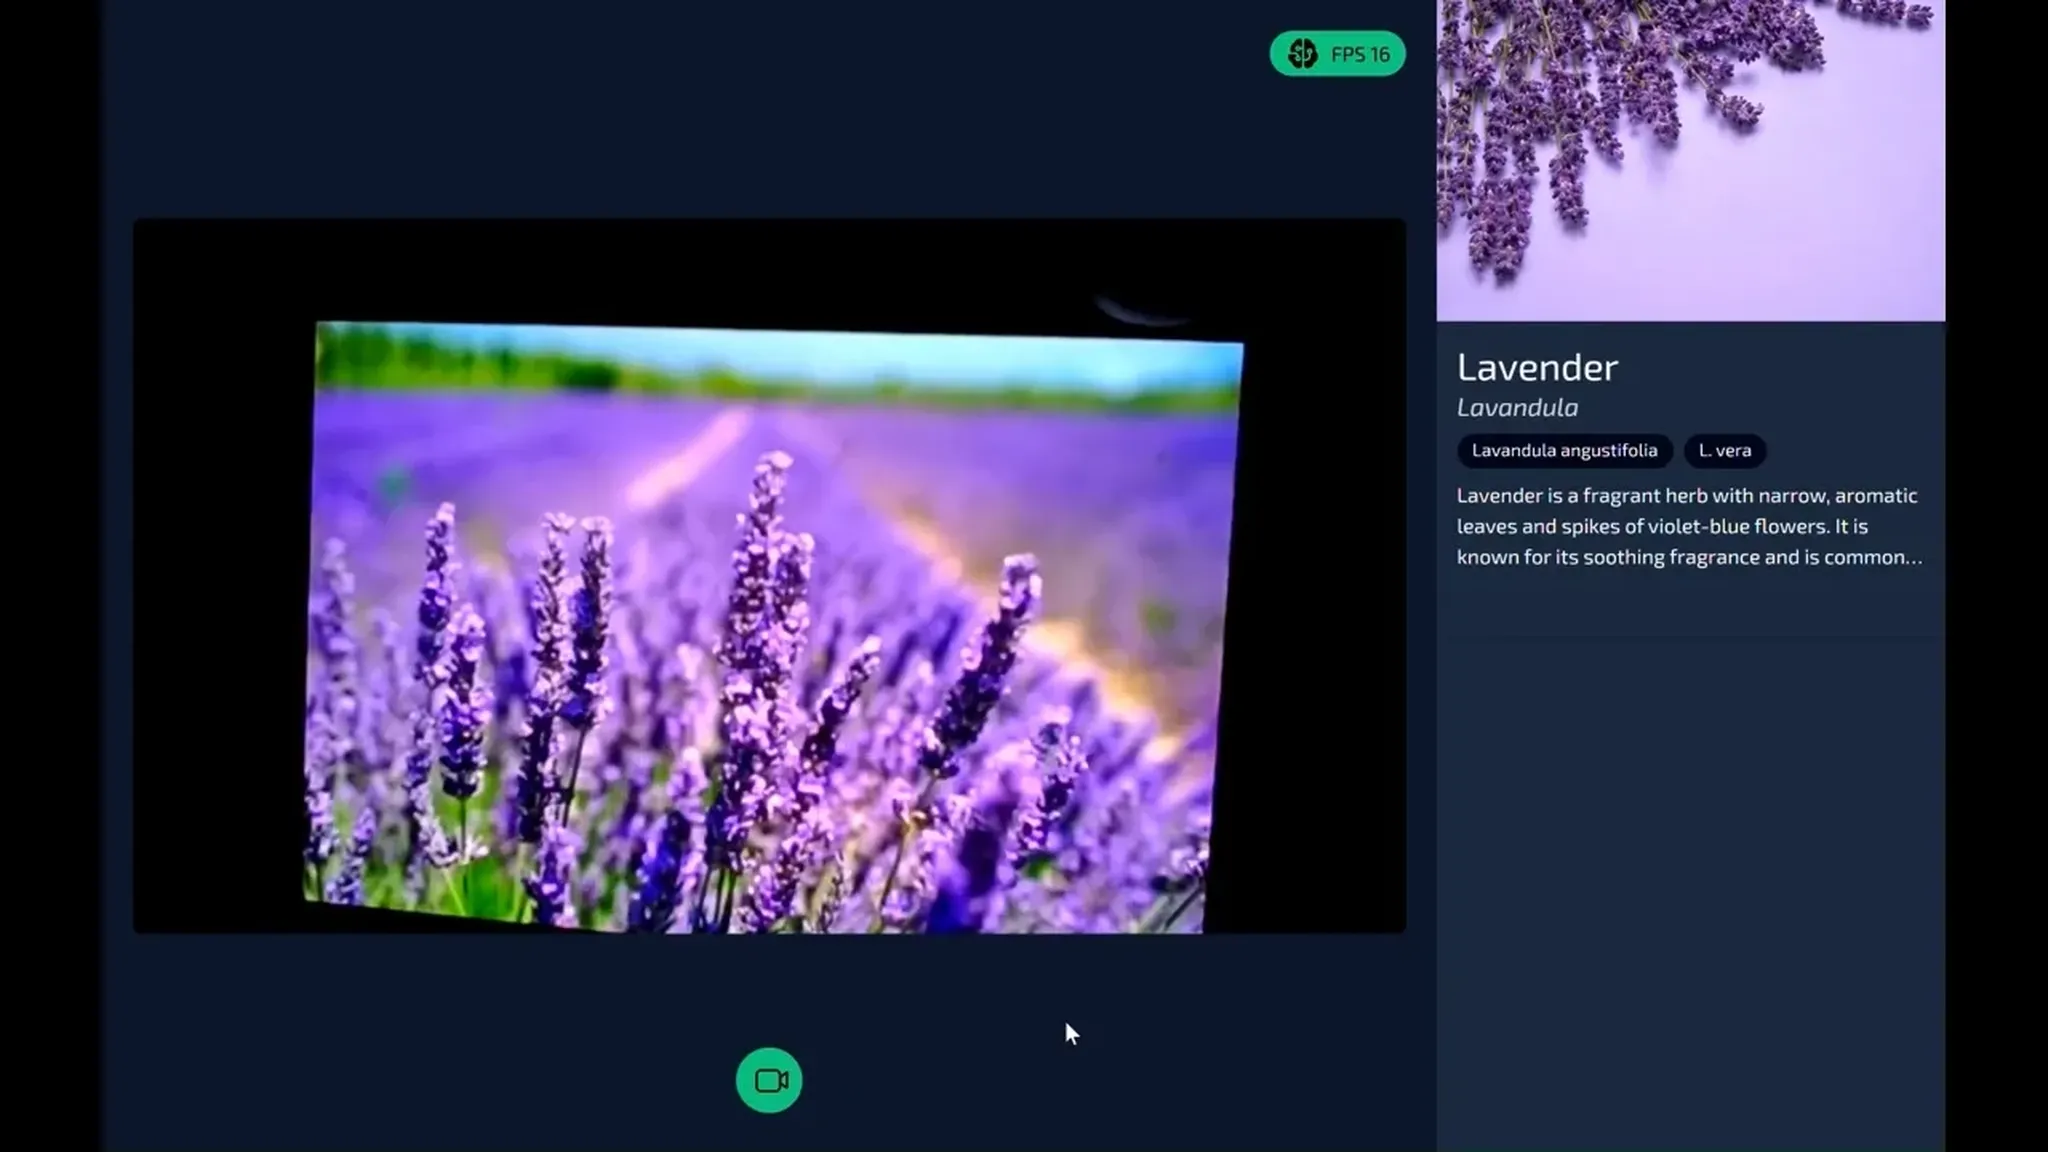 FPS 16
Lavender
Lavandula
Lavandula angustifolia
L. vera
Lavender is a fragrant herb with narrow, aromatic
leaves and spikes of violet-blue flowers. It is
known for its soothing fragrance and is common…